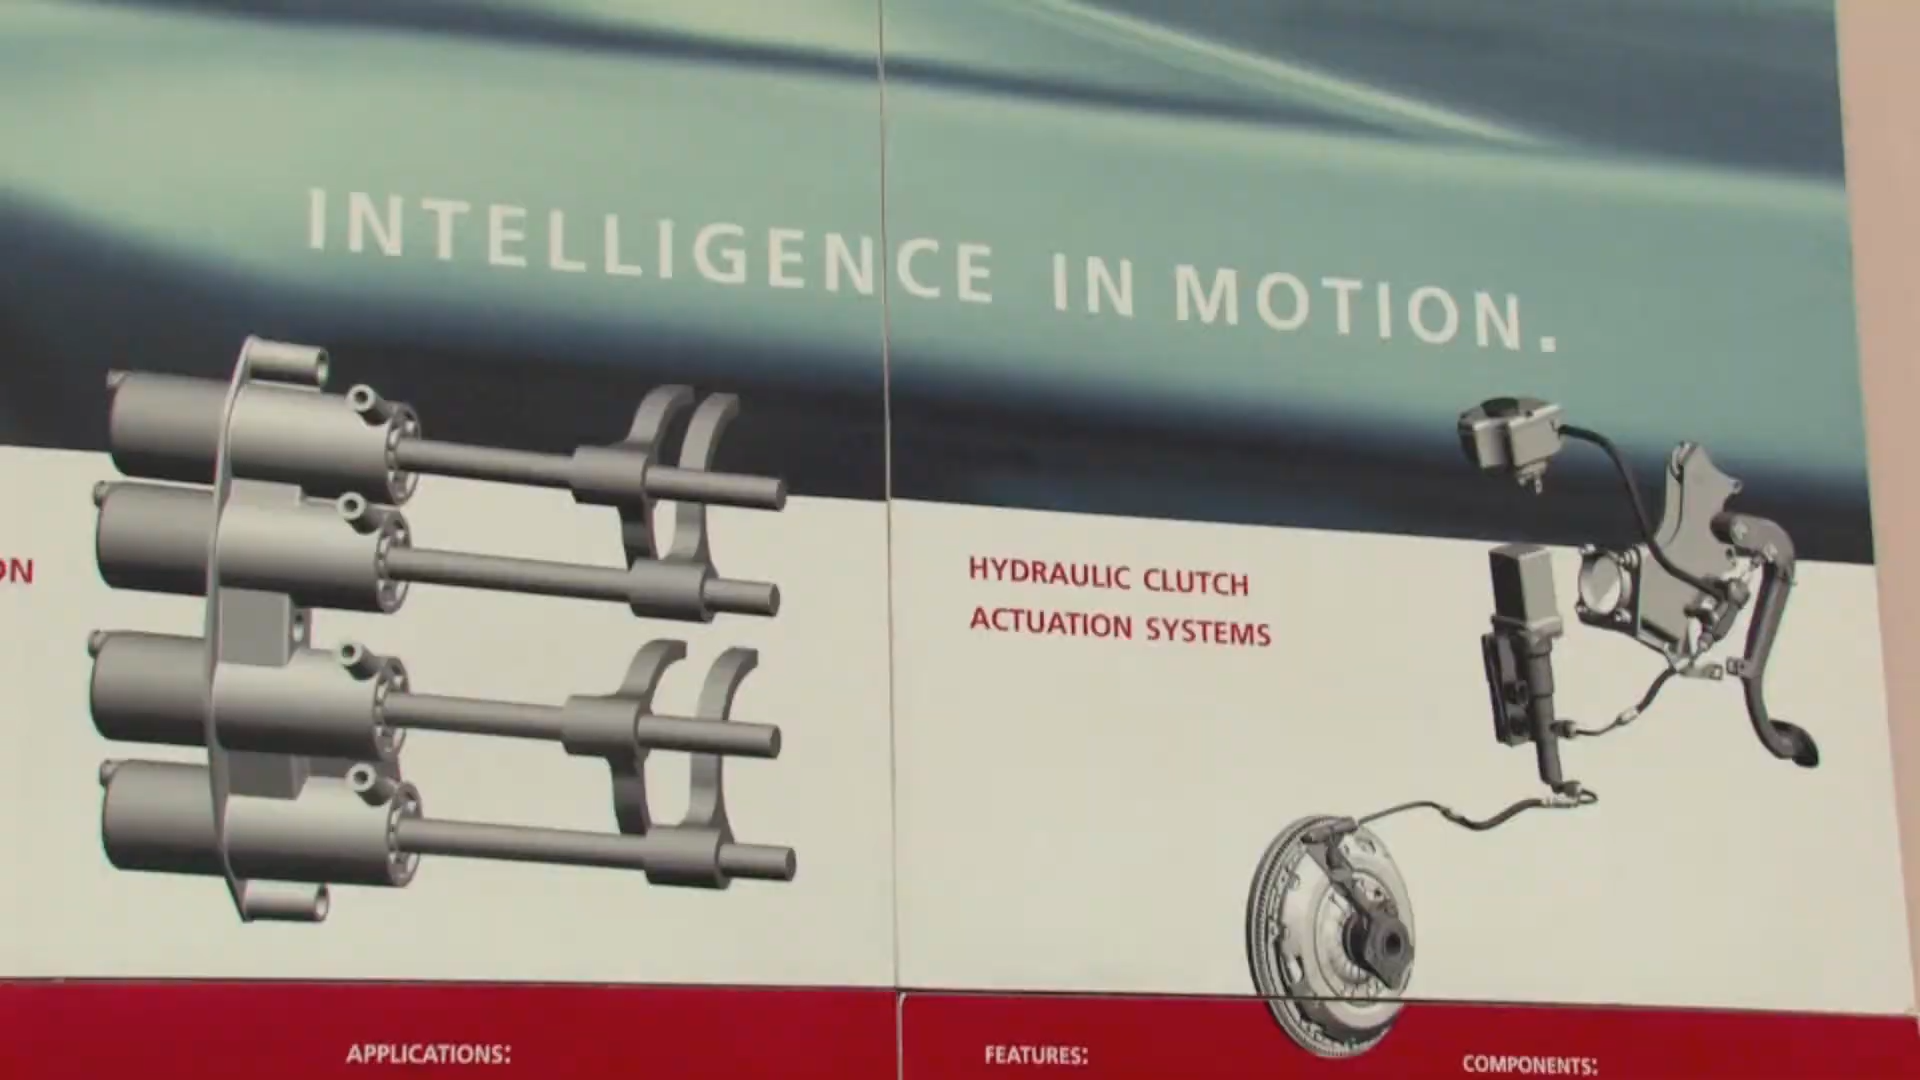 INTELLIGENCE IN MOTION.
ON
HYDRAULIC CLUTCH
ACTUATION SYSTEMS
APPLICATIONS:
FEATURES:
COMPONENTS: